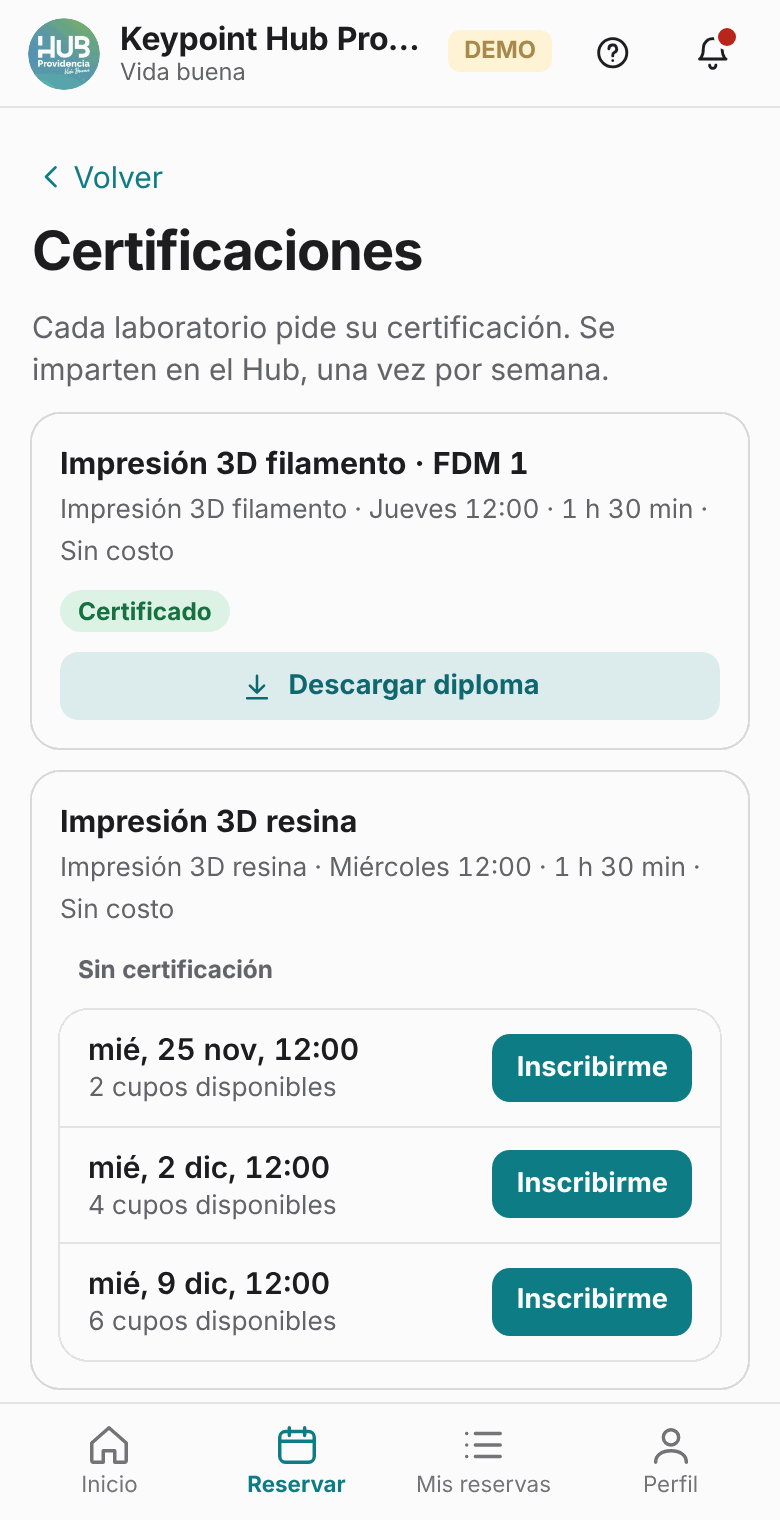 HUB
Providencia
Keypoint Hub Pro...
Vida buena
DEMO
Volver
Certificaciones
Cada laboratorio pide su certificación. Se
imparten en el Hub, una vez por semana.
Impresión 3D filamento · FDM 1
Impresión 3D filamento · Jueves 12:00 · 1 h 30 min ·
Sin costo
Certificado
Descargar diploma
Impresión 3D resina
Impresión 3D resina · Miércoles 12:00 · 1 h 30 min ·
Sin costo
Sin certificación
mié, 25 nov, 12:00
2 cupos disponibles
Inscribirme
mié, 2 dic, 12:00
4 cupos disponibles
Inscribirme
mié, 9 dic, 12:00
6 cupos disponibles
Inscribirme
Inicio
Reservar
Mis reservas
Perfil